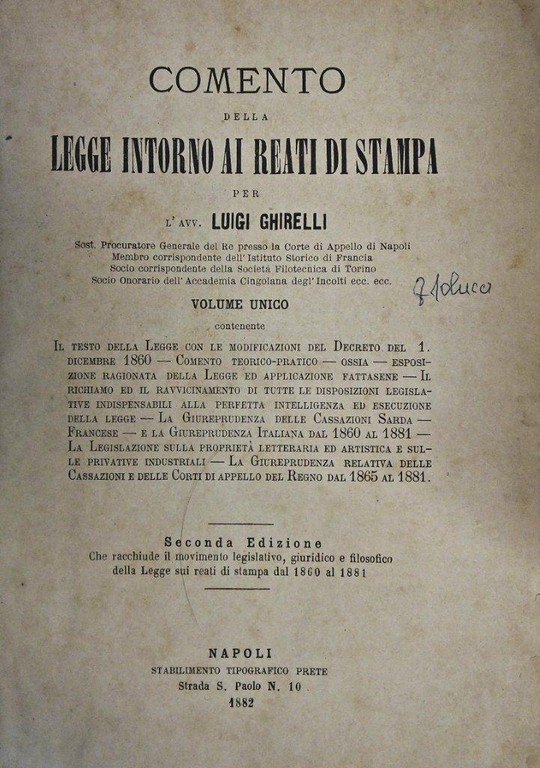 COMENTO
DELLA
LEGGE INTORNO AI REATI DI STAMPA
PER
L'AVV. LUIGI GHIRELLI
Sost. Procuratore Generale del Re presso la Corte di Appello di Napoli
Membro corrispondente dell'Istituto Storico di Francia
Socio corrispondente della Società Filotecnica di Torino
Socio Onorario dell'Accademia Cingolana degl'Incolti ecc. ecc.
VOLUME UNICO
contenente
IL TESTO DELLA LEGGE CON LE MODIFICAZIONI DEL DECRETO DEL 1.
DICEMBRE 1860 — COMENTO TEORICO-PRATICO — OSSIA — ESPOSI-
ZIONE RAGIONATA DELLA LEGGE ED APPLICAZIONE FATTASENE — IL
RICHIAMO ED IL RAVVICINAMENTO DI TUTTE LE DISPOSIZIONI LEGISLA-
TIVE INDISPENSABILI ALLA PERFETTA INTELLIGENZA ED ESECUZIONE
DELLA LEGGE — LA GIUREPRUDENZA DELLE CASSAZIONI SARDA —
FRANCESE — E LA GIUREPRUDENZA ITALIANA DAL 1860 AL 1881 —
LA LEGISLAZIONE SULLA PROPRIETÀ LETTERARIA ED ARTISTICA E SUL-
LE PRIVATIVE INDUSTRIALI — LA GIUREPRUDENZA RELATIVA DELLE
CASSAZIONI E DELLE CORTI DI APPELLO DEL REGNO DAL 1865 AL 1881.
Seconda Edizione
Che racchiude il movimento legislativo, giuridico e filosofico
della Legge sui reati di stampa dal 1860 al 1881
NAPOLI
STABILIMENTO TIPOGRAFICO PRETE
Strada S. Paolo N. 10
1882